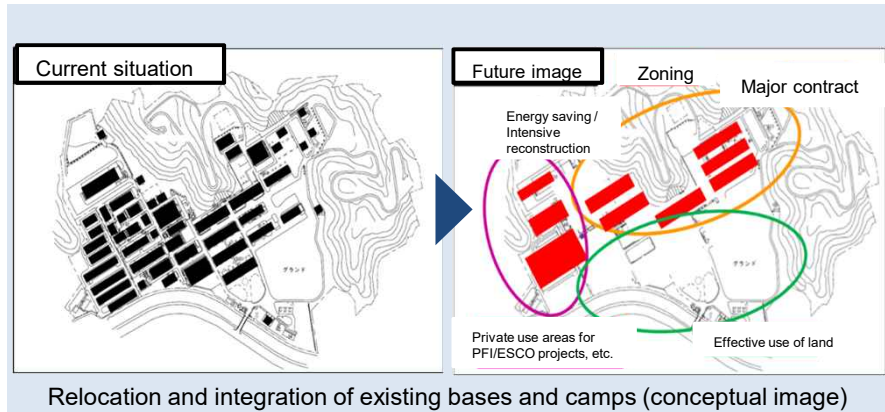 Current situation
Future image
Zoning
Major contract
Energy saving /
Intensive
reconstruction
グランド
グランド
Private use areas for
PFI/ESCO projects, etc.
Effective use of land
Relocation and integration of existing bases and camps (conceptual image)